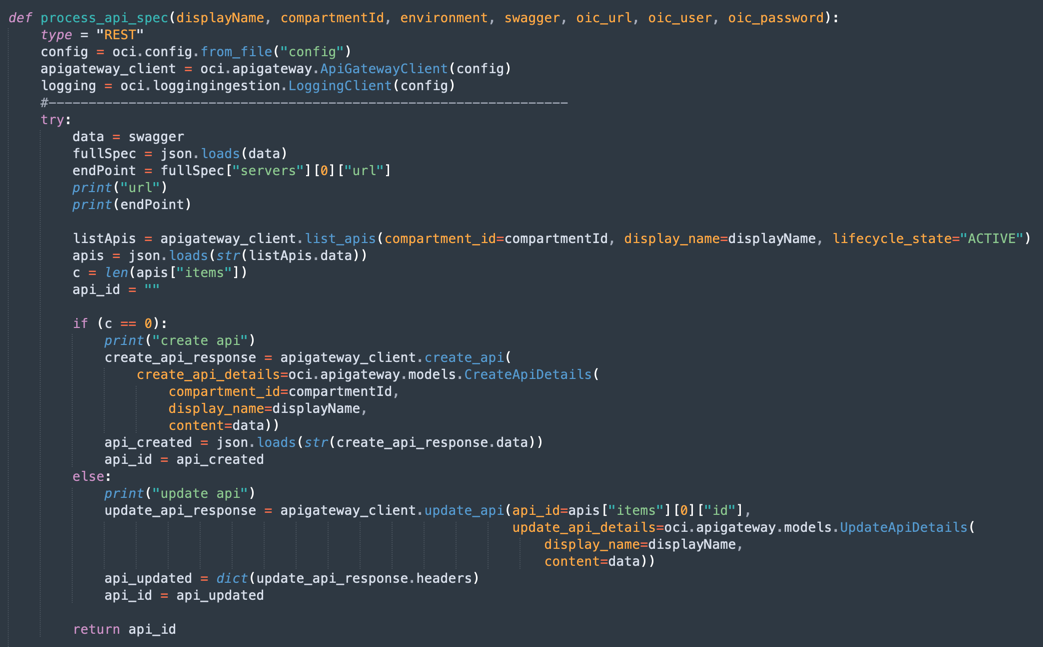 def process_api_spec(displayName, compartmentId, environment, swagger, oic_url, oic_user, oic_password):
    type = "REST"
    config = oci.config.from_file("config")
    apigateway_client = oci.apigateway.ApiGatewayClient(config)
    logging = oci.loggingingestion.LoggingClient(config)
    #-----------------------------------------------------------------
    try:
        data = swagger
        fullSpec = json.loads(data)
        endPoint = fullSpec["servers"][0]["url"]
        print("url")
        print(endPoint)

        listApis = apigateway_client.list_apis(compartment_id=compartmentId, display_name=displayName, lifecycle_state="ACTIVE")
        apis = json.loads(str(listApis.data))
        c = len(apis["items"])
        api_id = ""

        if (c == 0):
            print("create api")
            create_api_response = apigateway_client.create_api(
                create_api_details=oci.apigateway.models.CreateApiDetails(
                    compartment_id=compartmentId,
                    display_name=displayName,
                    content=data))
            api_created = json.loads(str(create_api_response.data))
            api_id = api_created
        else:
            print("update api")
            update_api_response = apigateway_client.update_api(api_id=apis["items"][0]["id"],
                                                               update_api_details=oci.apigateway.models.UpdateApiDetails(
                                                                   display_name=displayName,
                                                                   content=data))
            api_updated = dict(update_api_response.headers)
            api_id = api_updated

        return api_id